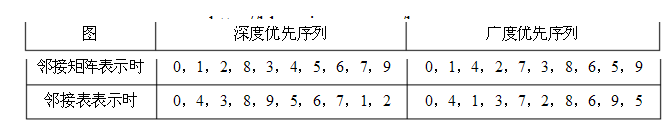 图 深度优先序列 广度优先序列
邻接矩阵表示时 0，1，2，8，3，4，5，6，7，9 0，1，4，2，7，3，8，6，5，9
邻接表表示时 0，4，3，8，9，5，6，7，1，2 0，4，1，3，7，2，8，6，9，5